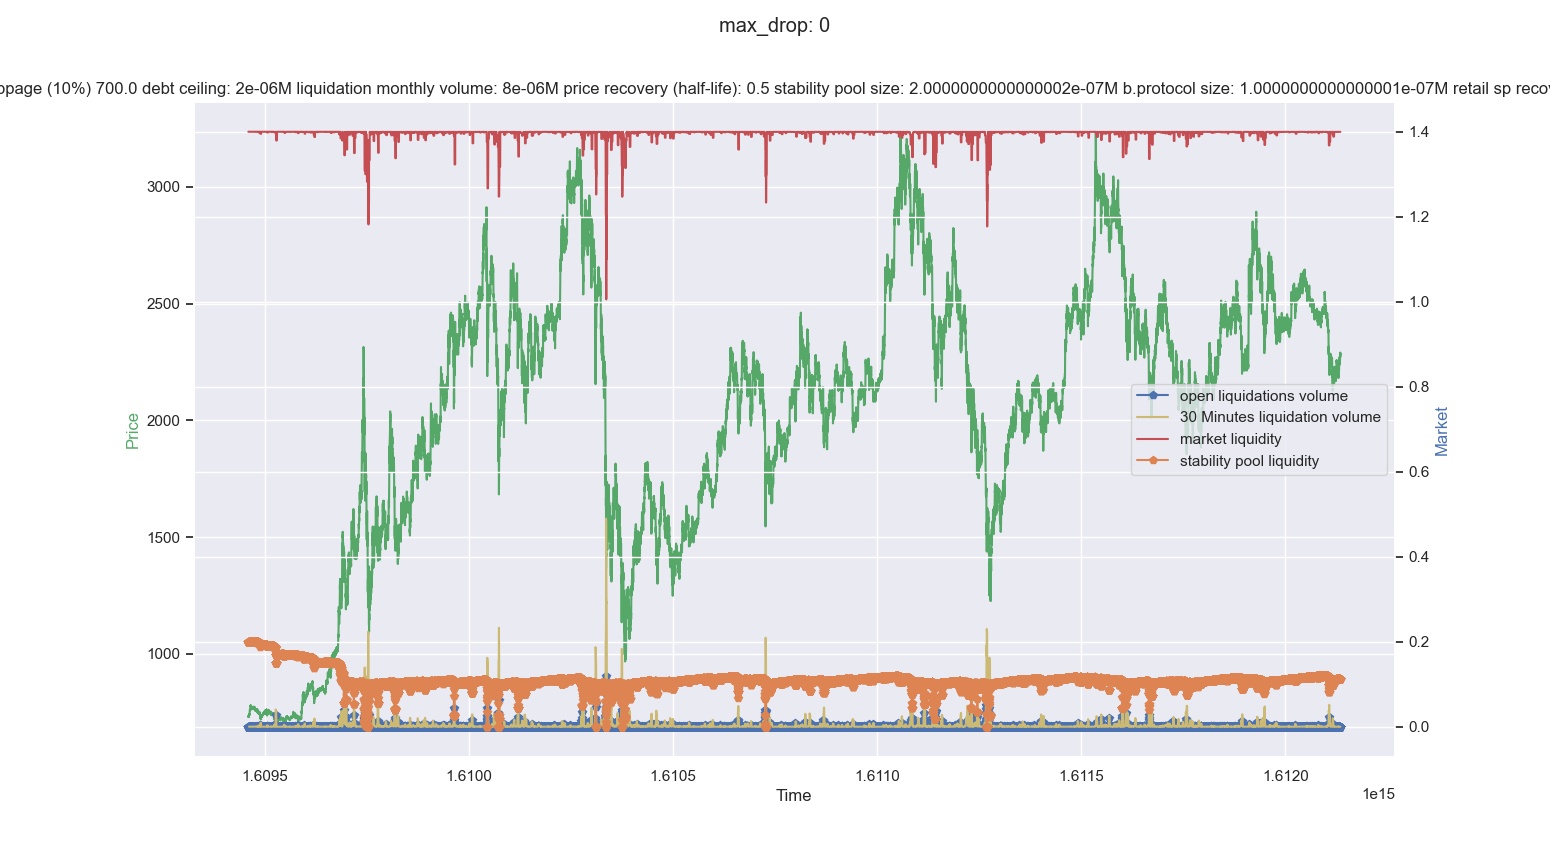 max_drop: 0
opage (10%) 700.0 debt ceiling: 2e-06M liquidation monthly volume: 8e-06M price recovery (half-life): 0.5 stability pool size: 2.0000000000000002e-07M b.protocol size: 1.0000000000000001e-07M retail sp recov
3000
2500
2000
1500
1000
Price
1.4
1.2
1.0
0.8
0.6
0.4
0.2
0.0
Market
open liquidations volume
30 Minutes liquidation volume
market liquidity
stability pool liquidity
1.6095
1.6100
1.6105
1.6110
1.6115
1.6120
Time
1e15